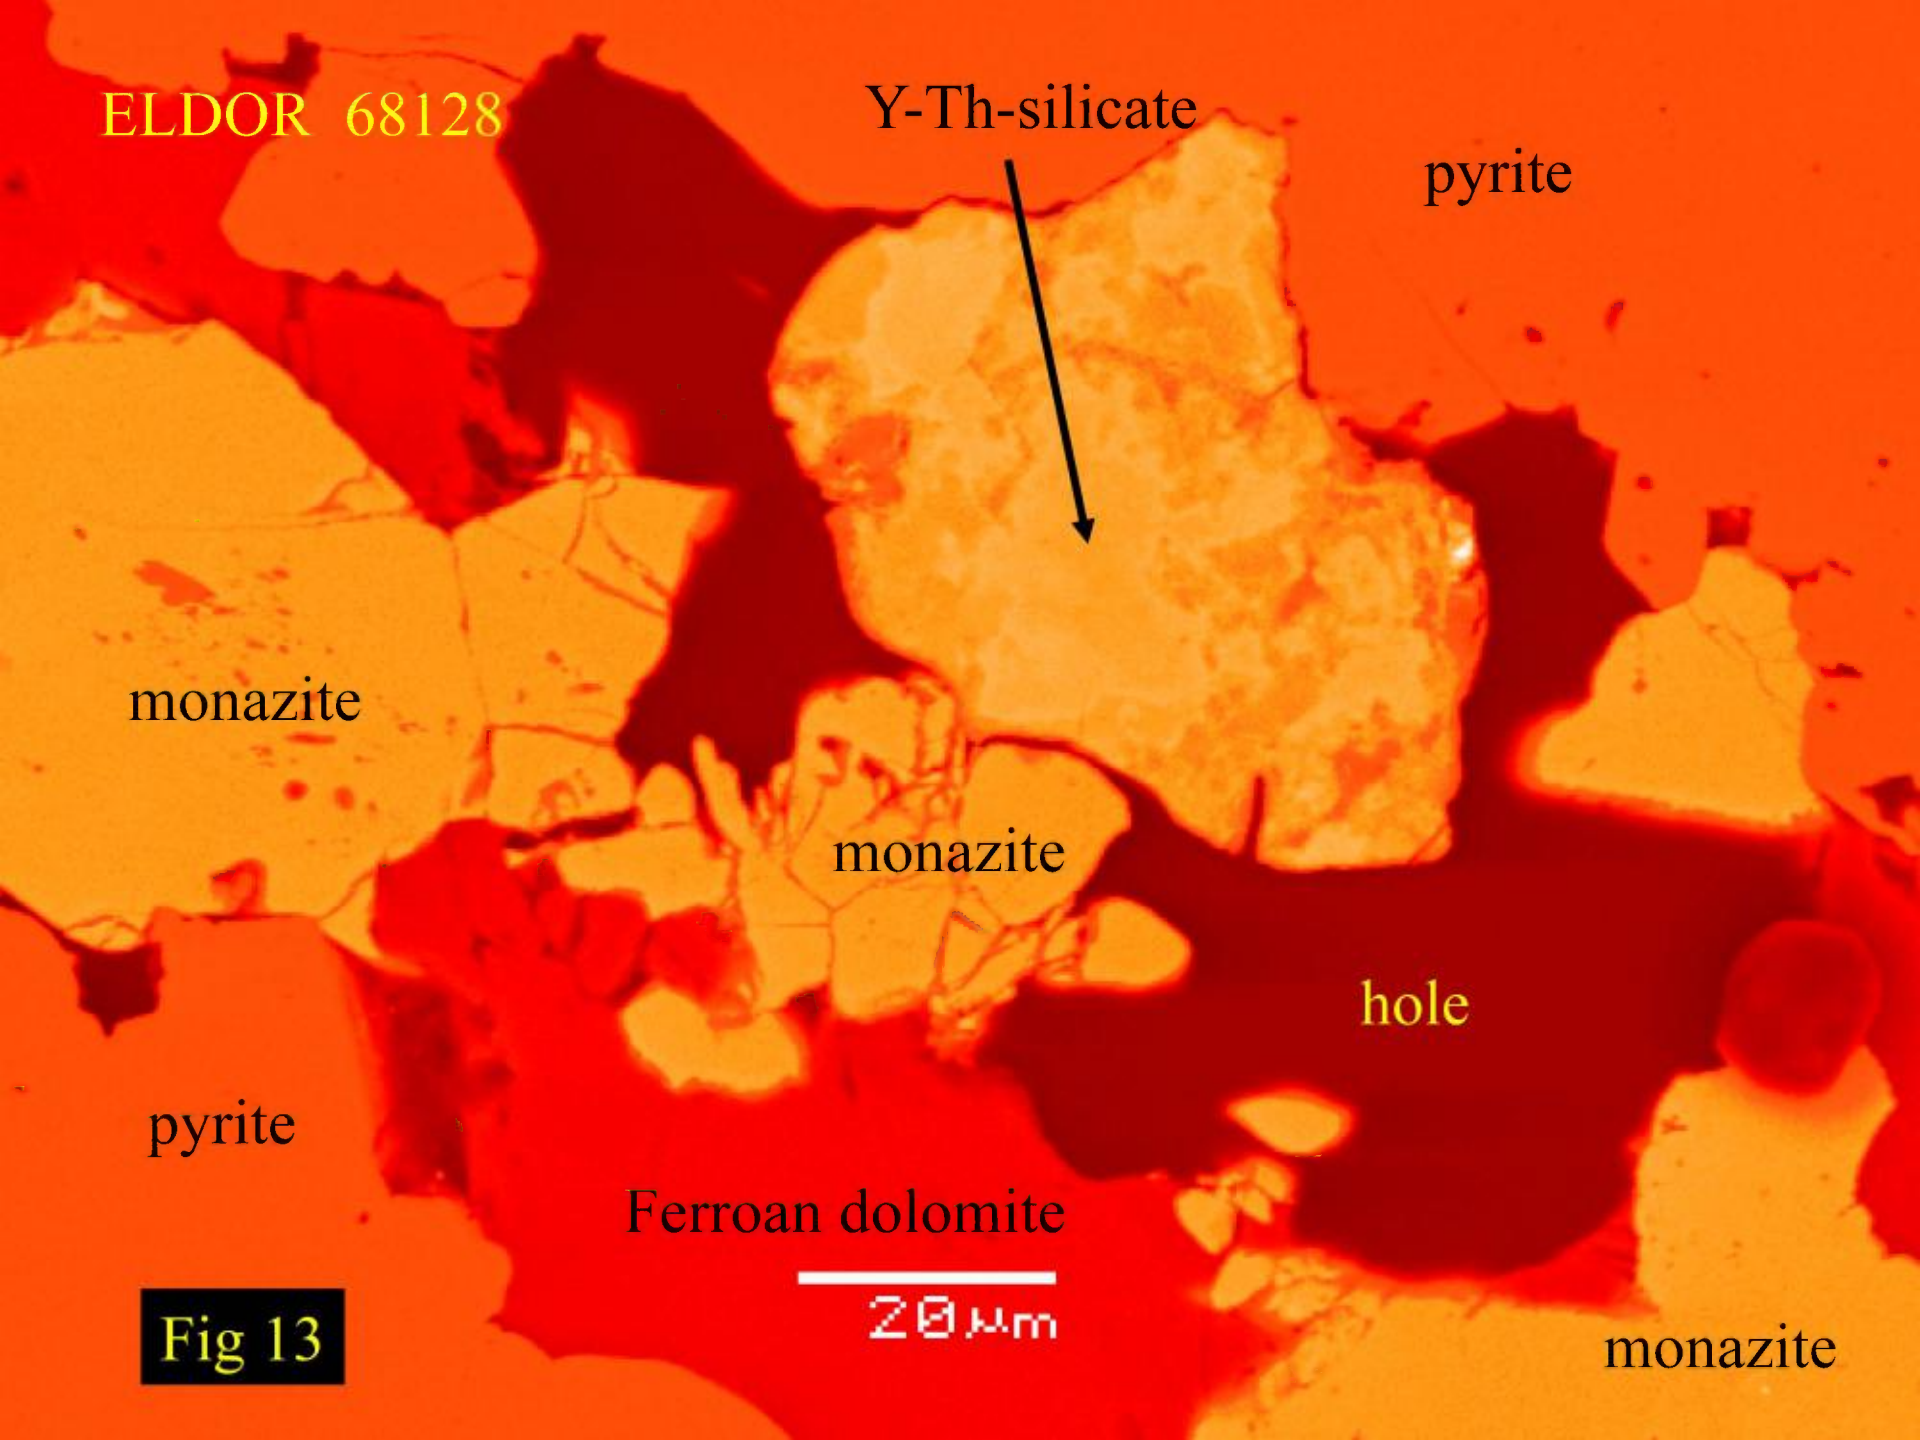 ELDOR 68128
Y-Th-silicate
pyrite
monazite
monazite
hole
pyrite
Ferroan dolomite
20 µm
Fig 13
monazite